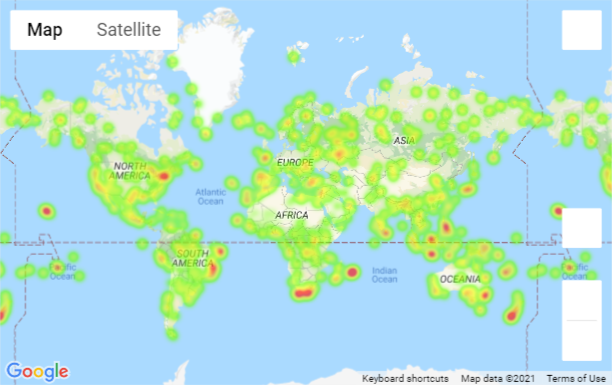 Map Satellite
ASIA
NORTH
AMERICA
EUROPE
Atlantic
Ocean
AFRICA
SOUTH
AMERICA
cific
Ocean
Indian
Ocean
OCEANIA
Pacific
Ocean
Google
Keyboard shortcuts Map data ©2021 Terms of Use